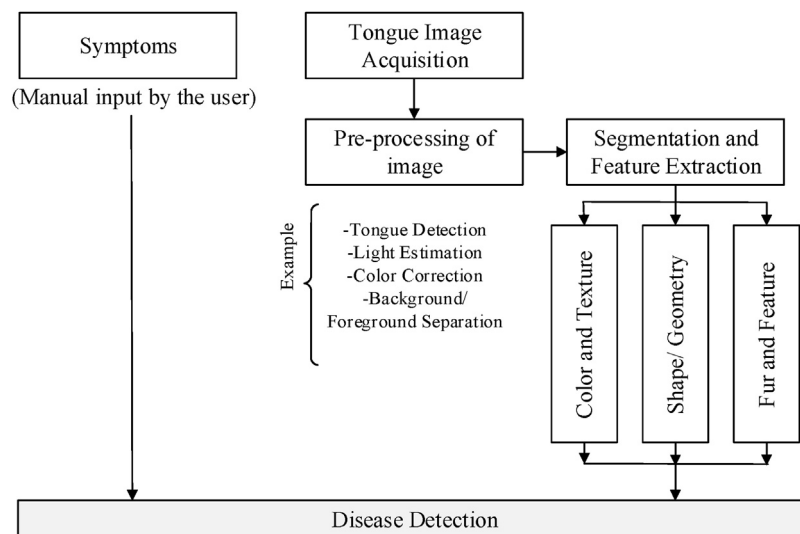 Symptoms
(Manual input by the user)
Tongue Image
Acquisition
Pre-processing of
image
Segmentation and
Feature Extraction
Example
-Tongue Detection
-Light Estimation
-Color Correction
-Background/
Foreground Separation
Color and Texture
Shape/ Geometry
Fur and Feature
Disease Detection